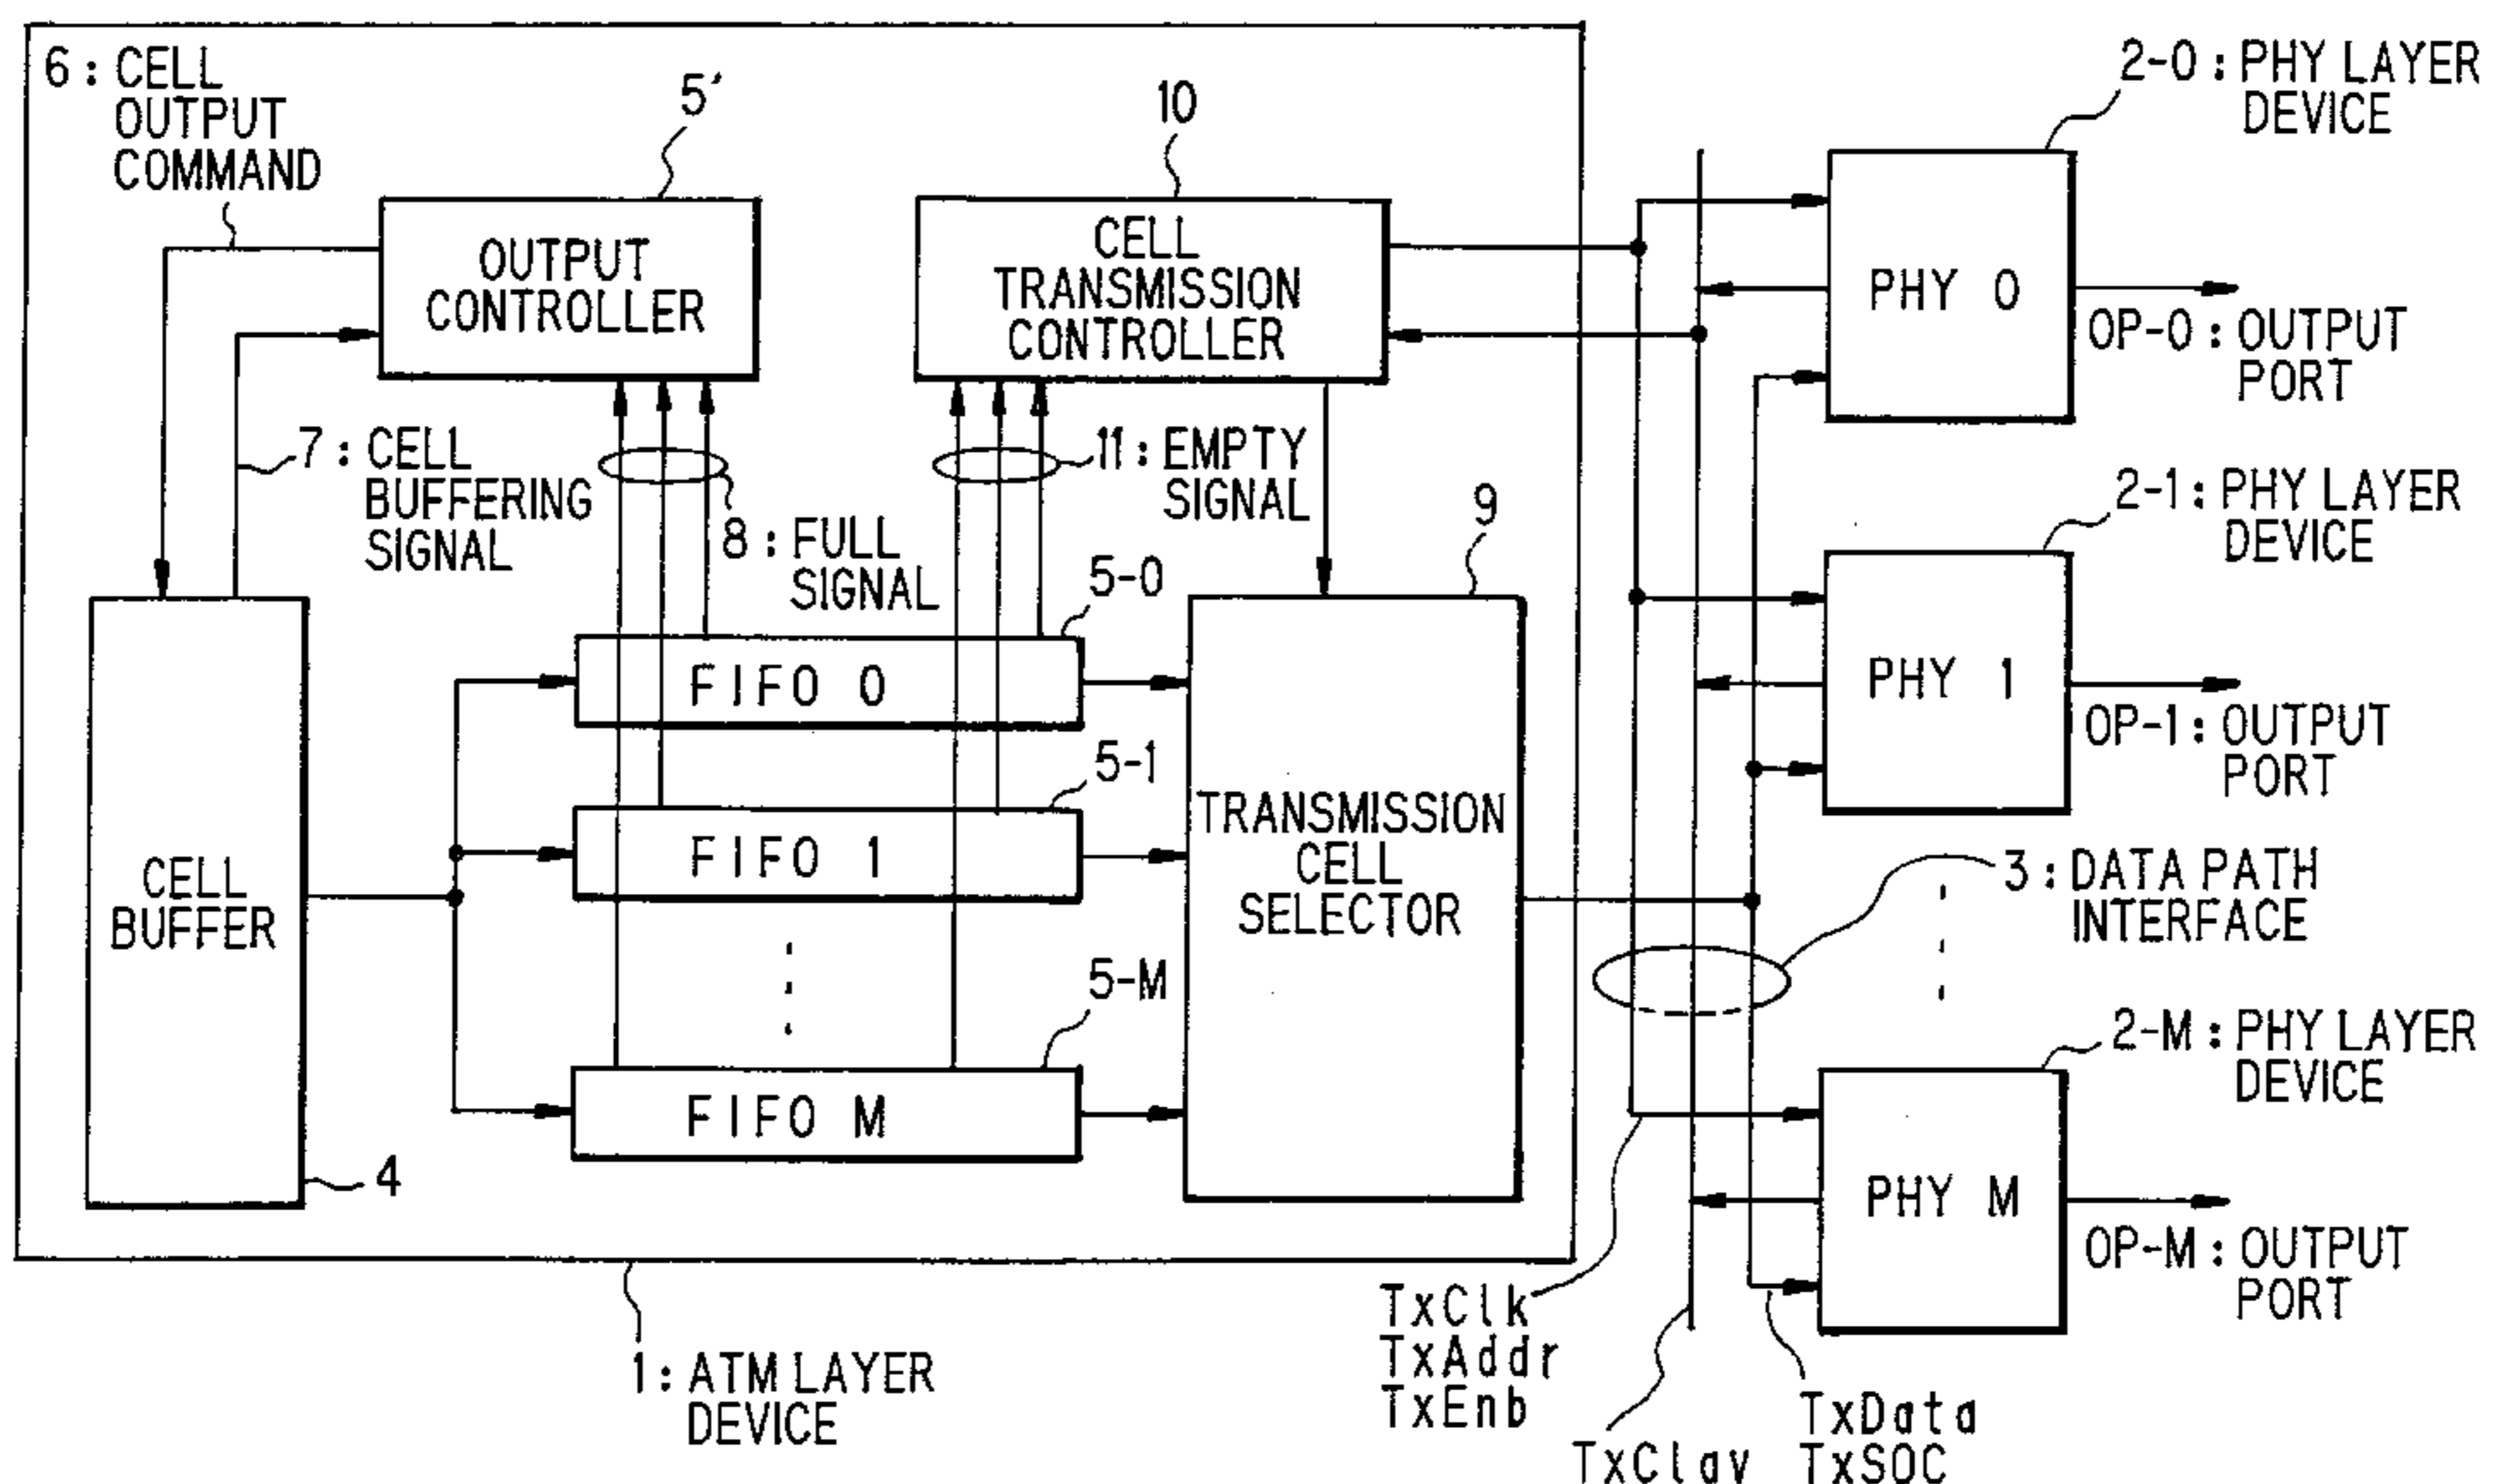 6 : CELL
OUTPUT
COMMAND
5'
10
2-0 : PHY LAYER
DEVICE
OUTPUT
CONTROLLER
CELL
TRANSMISSION
CONTROLLER
PHY 0
OP-0 : OUTPUT
PORT
7 : CELL
BUFFERING
SIGNAL
8 : FULL
SIGNAL
11 : EMPTY
SIGNAL
9
2-1 : PHY LAYER
DEVICE
5-0
FIFO 0
PHY 1
OP-1 : OUTPUT
PORT
5-1
FIFO 1
TRANSMISSION
CELL
SELECTOR
CELL
BUFFER
3 : DATA PATH
INTERFACE
5-M
FIFO M
4
2-M : PHY LAYER
DEVICE
PHY M
OP-M : OUTPUT
PORT
1 : ATM LAYER
DEVICE
TxClk
TxAddr
TxEnb
TxClav
TxData
TxSOC